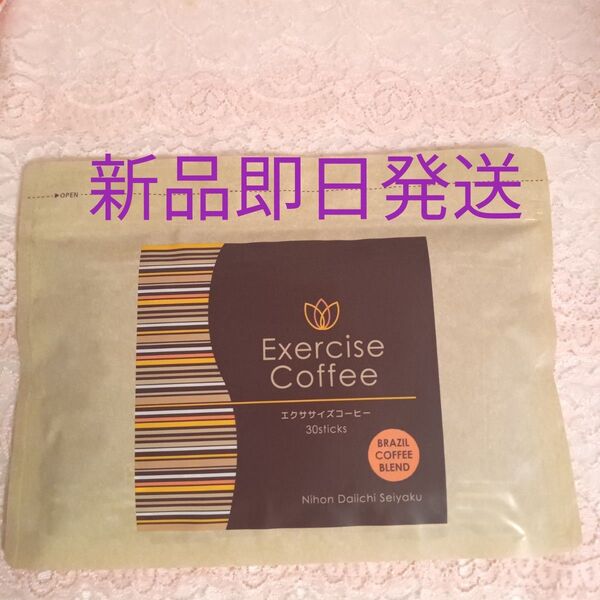 新品即日発送
▶OPEN
Exercise
Coffee
エクササイズコーヒー
30sticks
BRAZIL
COFFEE
BLEND
Nihon Daiichi Seiyaku